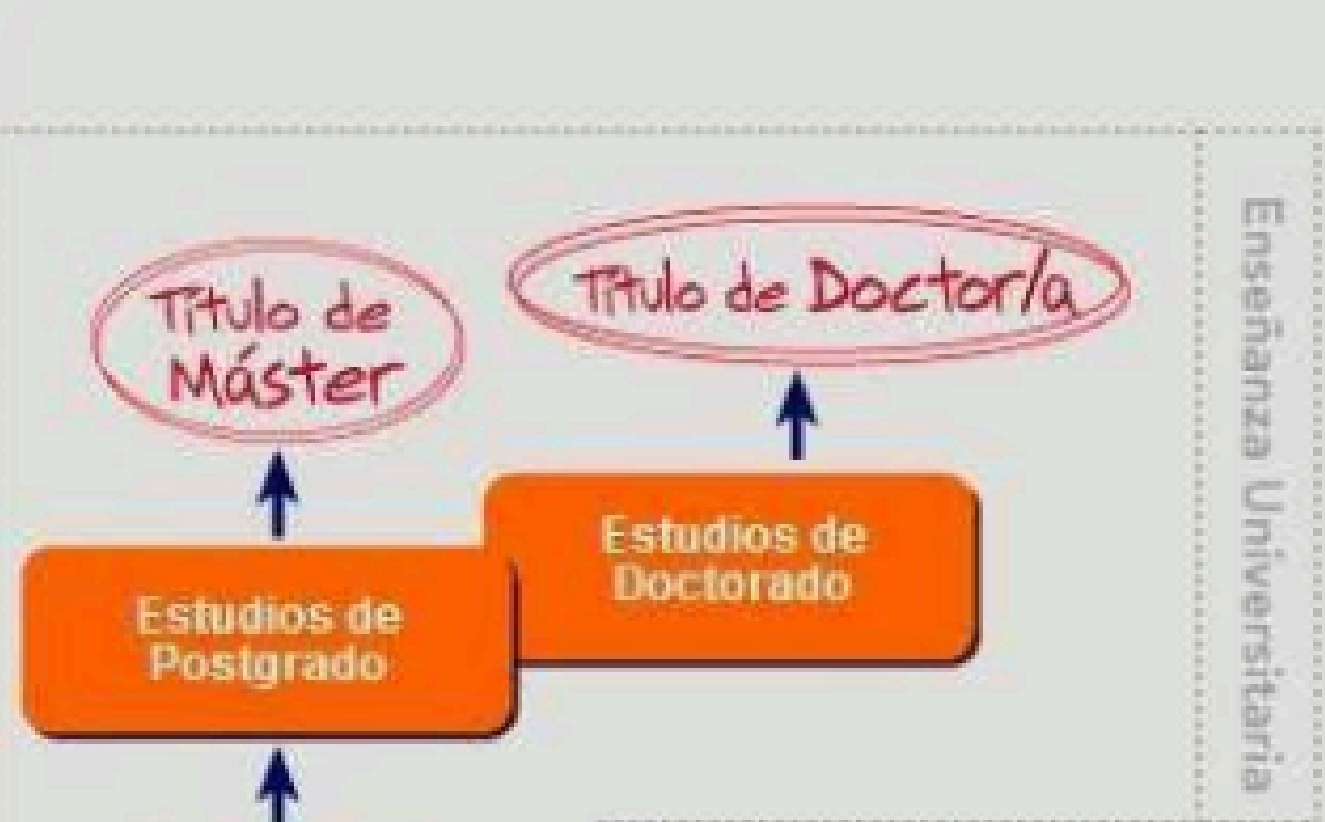 Título de
Máster
Título de Doctor/a
Estudios de
Postgrado
Estudios de
Doctorado
Enseñanza Universitaria